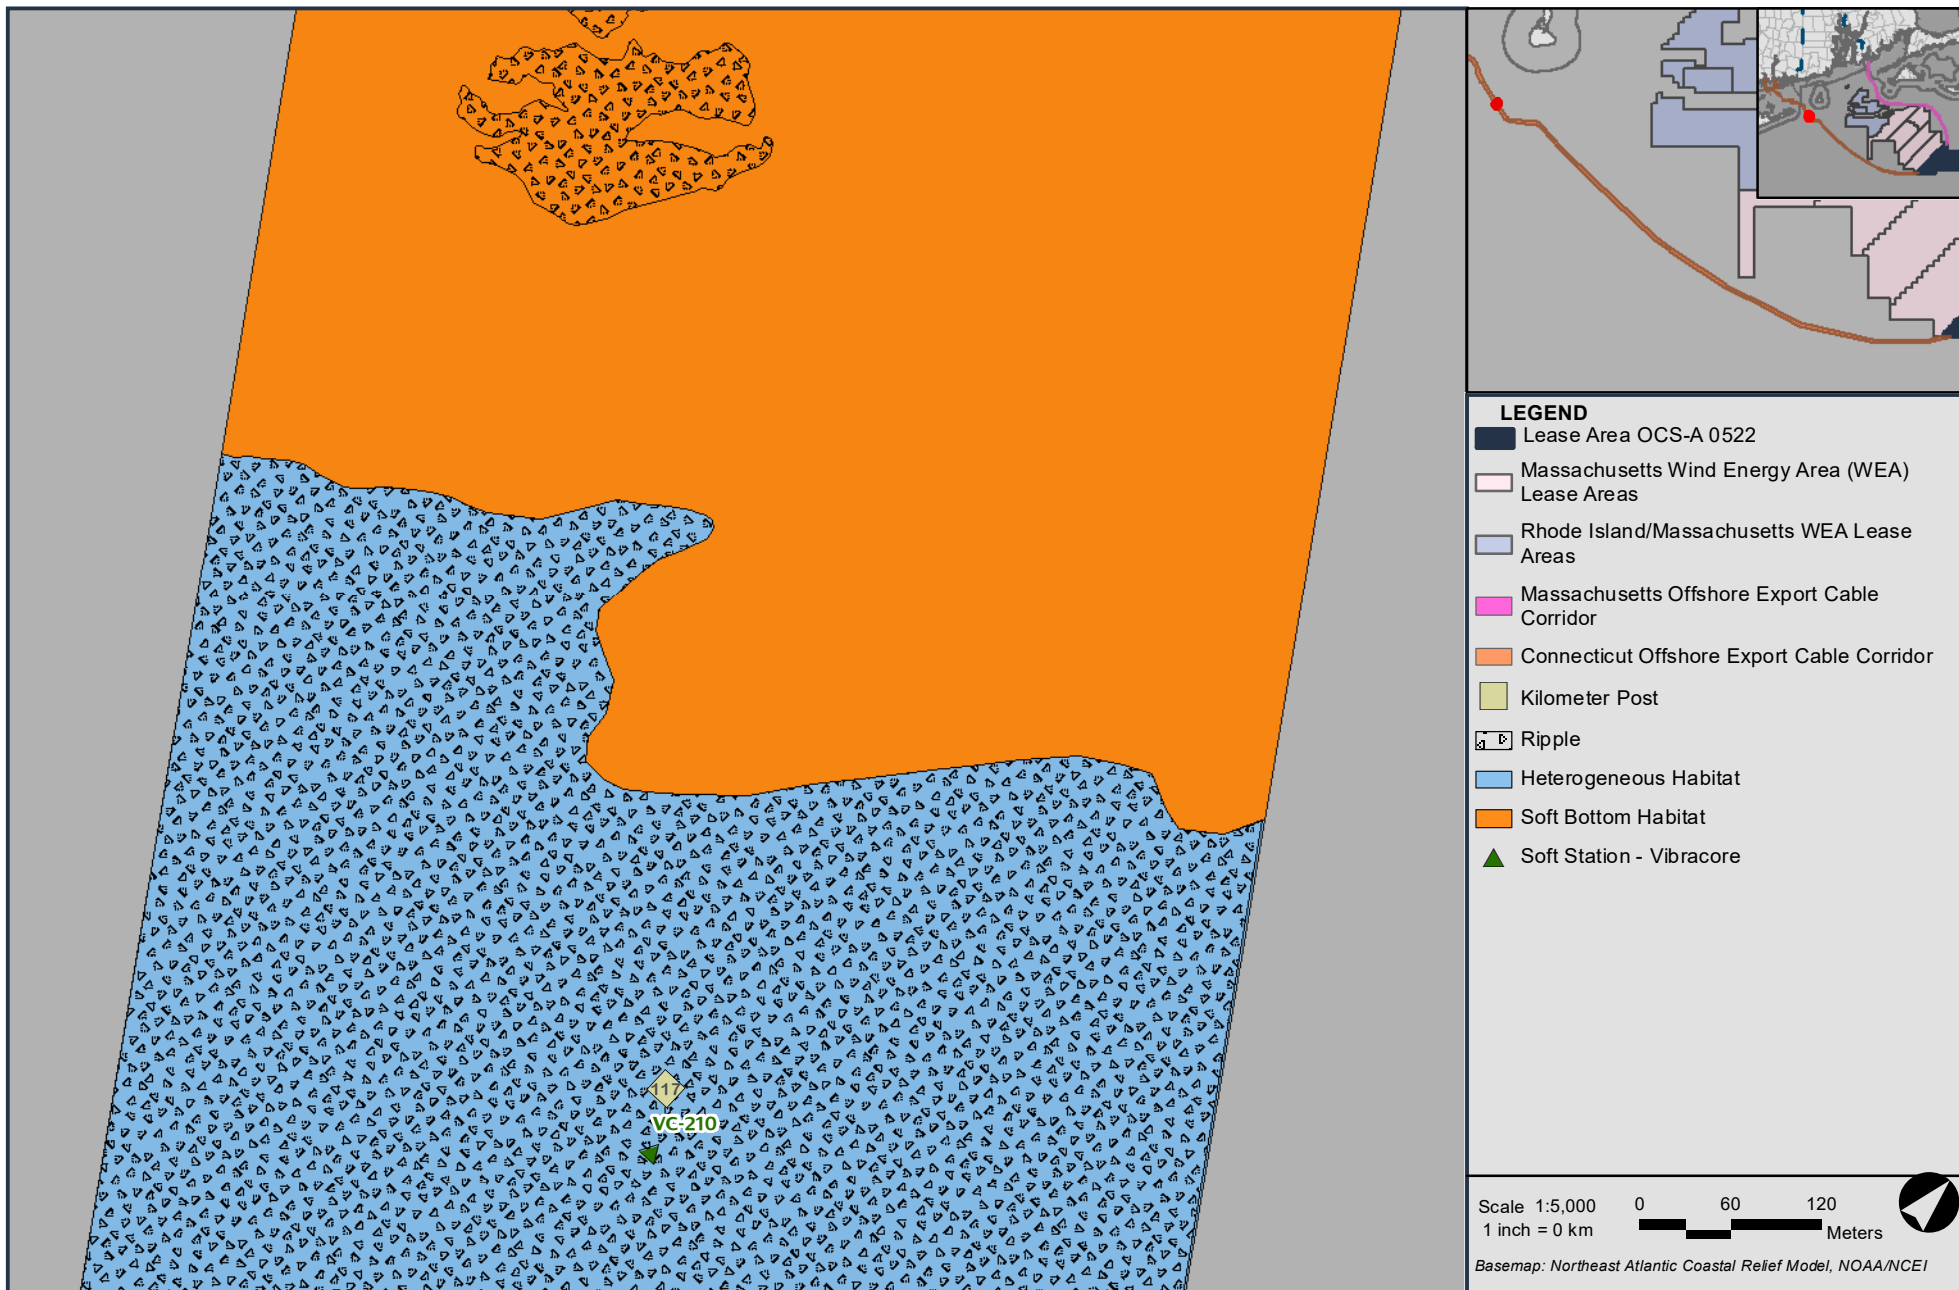 117
VC-210
LEGEND
Lease Area OCS-A 0522
Massachusetts Wind Energy Area (WEA)
Lease Areas
Rhode Island/Massachusetts WEA Lease
Areas
Massachusetts Offshore Export Cable
Corridor
Connecticut Offshore Export Cable Corridor
Kilometer Post
Ripple
Heterogeneous Habitat
Soft Bottom Habitat
Soft Station - Vibracore
Scale 1:5,000
1 inch = 0 km
0 60 120
Meters
Basemap: Northeast Atlantic Coastal Relief Model, NOAA/NCEI